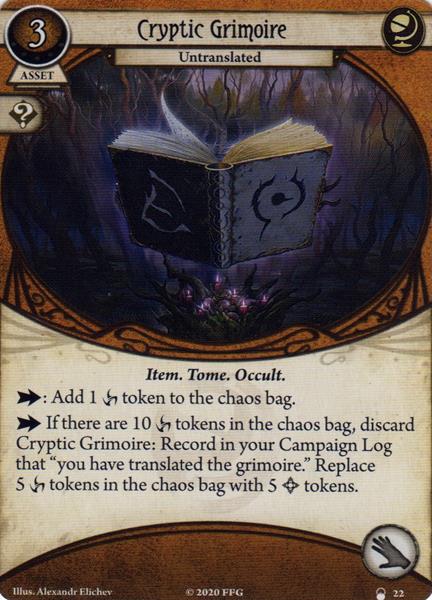 Cryptic Grimoire
3
Untranslated
ASSET
Item. Tome. Occult.
: Add 1 token to the chaos bag.
If there are 10 tokens in the chaos bag, discard
Cryptic Grimoire: Record in your Campaign Log
that “you have translated the grimoire.” Replace
5 tokens in the chaos bag with 5 tokens.
Illus. Alexandr Elichev
© 2020 FFG
22